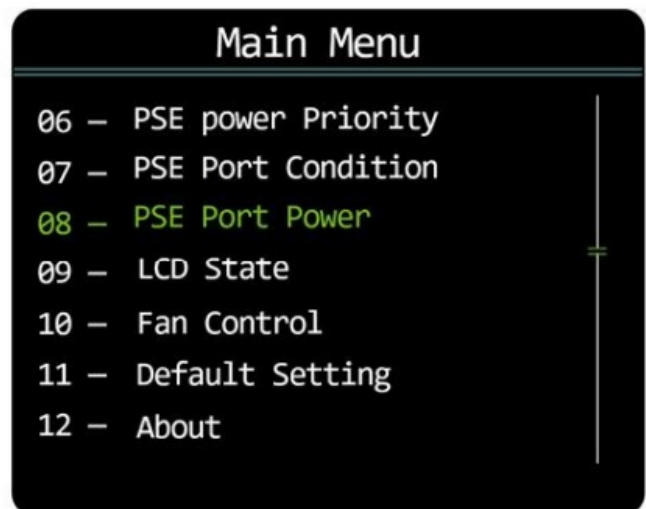 Main Menu
06 – PSE power Priority
07 – PSE Port Condition
08 – PSE Port Power
09 – LCD State
10 – Fan Control
11 – Default Setting
12 – About